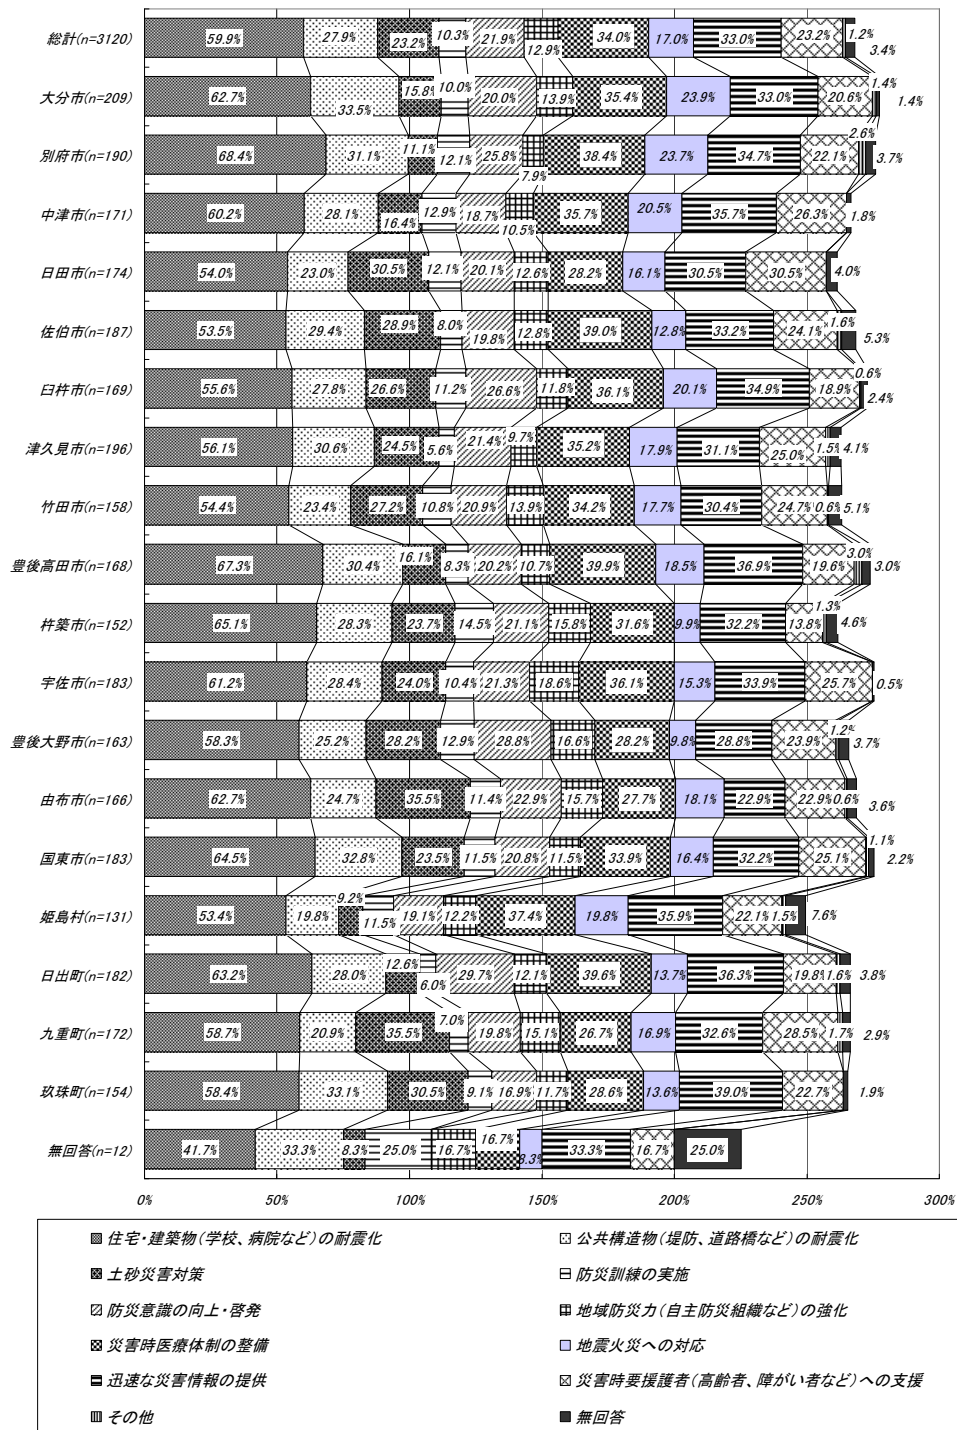 総計(n=3120) 59.9% 27.9% 23.2% 10.3% 21.9% 12.9% 34.0% 17.0% 33.0% 23.2% 1.2% 3.4%
大分市(n=209) 62.7% 33.5% 15.8% 10.0% 20.0% 13.9% 35.4% 23.9% 33.0% 20.6% 1.4% 1.4%
別府市(n=190) 68.4% 31.1% 11.1% 12.1% 25.8% 7.9% 38.4% 23.7% 34.7% 22.1% 2.6% 3.7%
中津市(n=171) 60.2% 28.1% 16.4% 12.9% 18.7% 10.5% 35.7% 20.5% 35.7% 26.3% 1.8%
日田市(n=174) 54.0% 23.0% 30.5% 12.1% 20.1% 12.6% 28.2% 16.1% 30.5% 30.5% 4.0%
佐伯市(n=187) 53.5% 29.4% 28.9% 8.0% 19.8% 12.8% 39.0% 12.8% 33.2% 24.1% 1.6% 5.3%
臼杵市(n=169) 55.6% 27.8% 26.6% 11.2% 26.6% 11.8% 36.1% 20.1% 34.9% 18.9% 0.6% 2.4%
津久見市(n=196) 56.1% 30.6% 24.5% 5.6% 21.4% 9.7% 35.2% 17.9% 31.1% 25.0% 1.5% 4.1%
竹田市(n=158) 54.4% 23.4% 27.2% 10.8% 20.9% 13.9% 34.2% 17.7% 30.4% 24.7% 0.6% 5.1%
豊後高田市(n=168) 67.3% 30.4% 16.1% 8.3% 20.2% 10.7% 39.9% 18.5% 36.9% 19.6% 3.0% 3.0%
杵築市(n=152) 65.1% 28.3% 23.7% 14.5% 21.1% 15.8% 31.6% 9.9% 32.2% 13.8% 1.3% 4.6%
宇佐市(n=183) 61.2% 28.4% 24.0% 10.4% 21.3% 18.6% 36.1% 15.3% 33.9% 25.7% 0.5%
豊後大野市(n=163) 58.3% 25.2% 28.2% 12.9% 28.8% 16.6% 28.2% 9.8% 28.8% 23.9% 1.2% 3.7%
由布市(n=166) 62.7% 24.7% 35.5% 11.4% 22.9% 15.7% 27.7% 18.1% 22.9% 22.9% 0.6% 3.6%
国東市(n=183) 64.5% 32.8% 23.5% 11.5% 20.8% 11.5% 33.9% 16.4% 32.2% 25.1% 1.1% 2.2%
姫島村(n=131) 53.4% 19.8% 9.2% 11.5% 19.1% 12.2% 37.4% 19.8% 35.9% 22.1% 1.5% 7.6%
日出町(n=182) 63.2% 28.0% 12.6% 6.0% 29.7% 12.1% 39.6% 13.7% 36.3% 19.8% 1.6% 3.8%
九重町(n=172) 58.7% 20.9% 35.5% 7.0% 19.8% 15.1% 26.7% 16.9% 32.6% 28.5% 1.7% 2.9%
玖珠町(n=154) 58.4% 33.1% 30.5% 9.1% 16.9% 11.7% 28.6% 13.6% 39.0% 22.7% 1.9%
無回答(n=12) 41.7% 33.3% 8.3% 25.0% 16.7% 16.7% 8.3% 33.3% 16.7% 25.0%
0% 50% 100% 150% 200% 250% 300%
住宅・建築物(学校、病院など)の耐震化 公共構造物(堤防、道路橋など)の耐震化
土砂災害対策 防災訓練の実施
防災意識の向上・啓発 地域防災力(自主防災組織など)の強化
災害時医療体制の整備 地震火災への対応
迅速な災害情報の提供 災害時要援護者(高齢者、障がい者など)への支援
その他 無回答